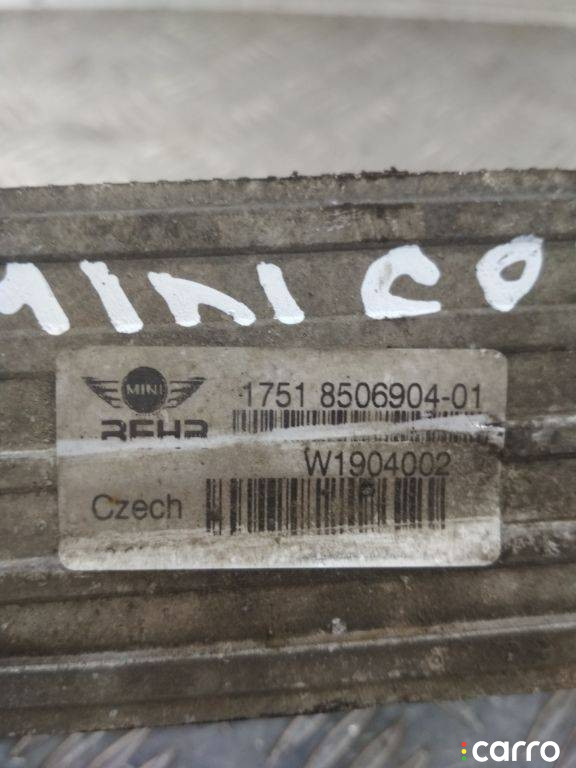 MINI CO
MINI
1751 8506904-01
BEHR
W1904002
Czech
carro